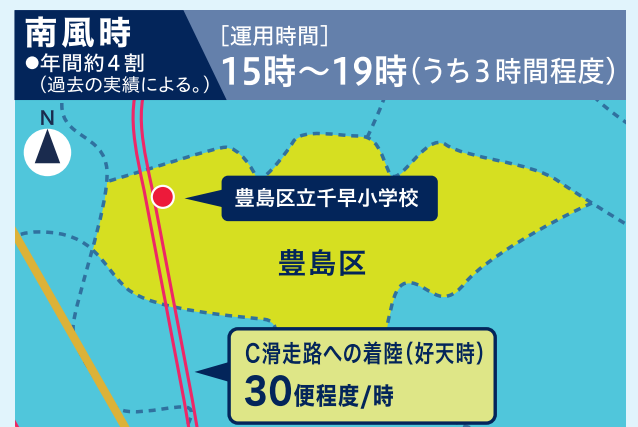 南風時
●年間約4割
(過去の実績による。)
[運用時間]
15時～19時(うち3時間程度)
N
豊島区立千早小学校
豊島区
C滑走路への着陸(好天時)
30便程度/時